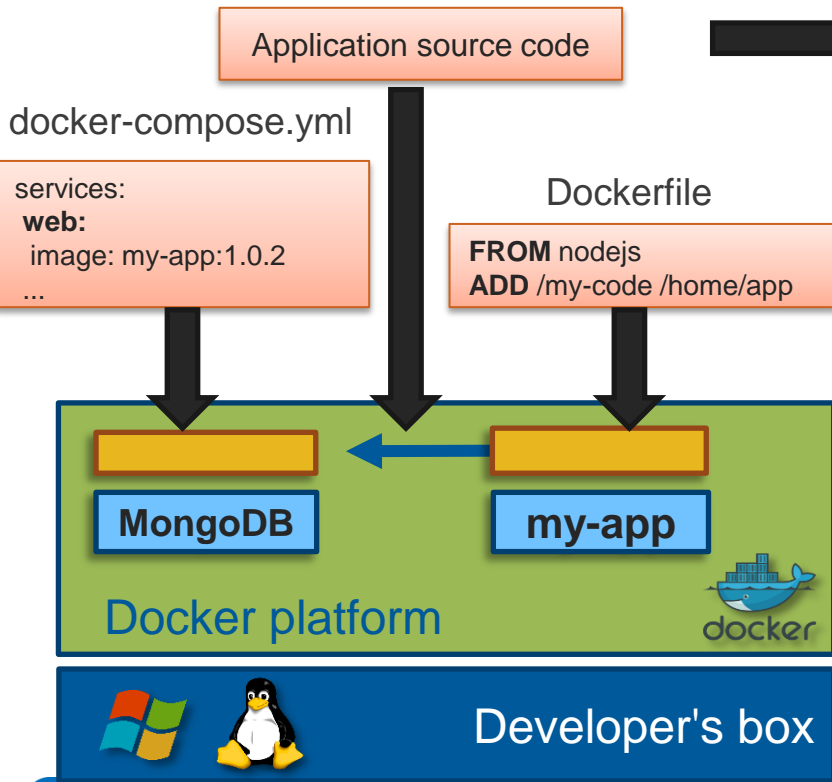 Application source code
docker-compose.yml
services:
web:
image: my-app:1.0.2
...
Dockerfile
FROM nodejs
ADD /my-code /home/app
MongoDB
my-app
Docker platform
docker
Developer's box